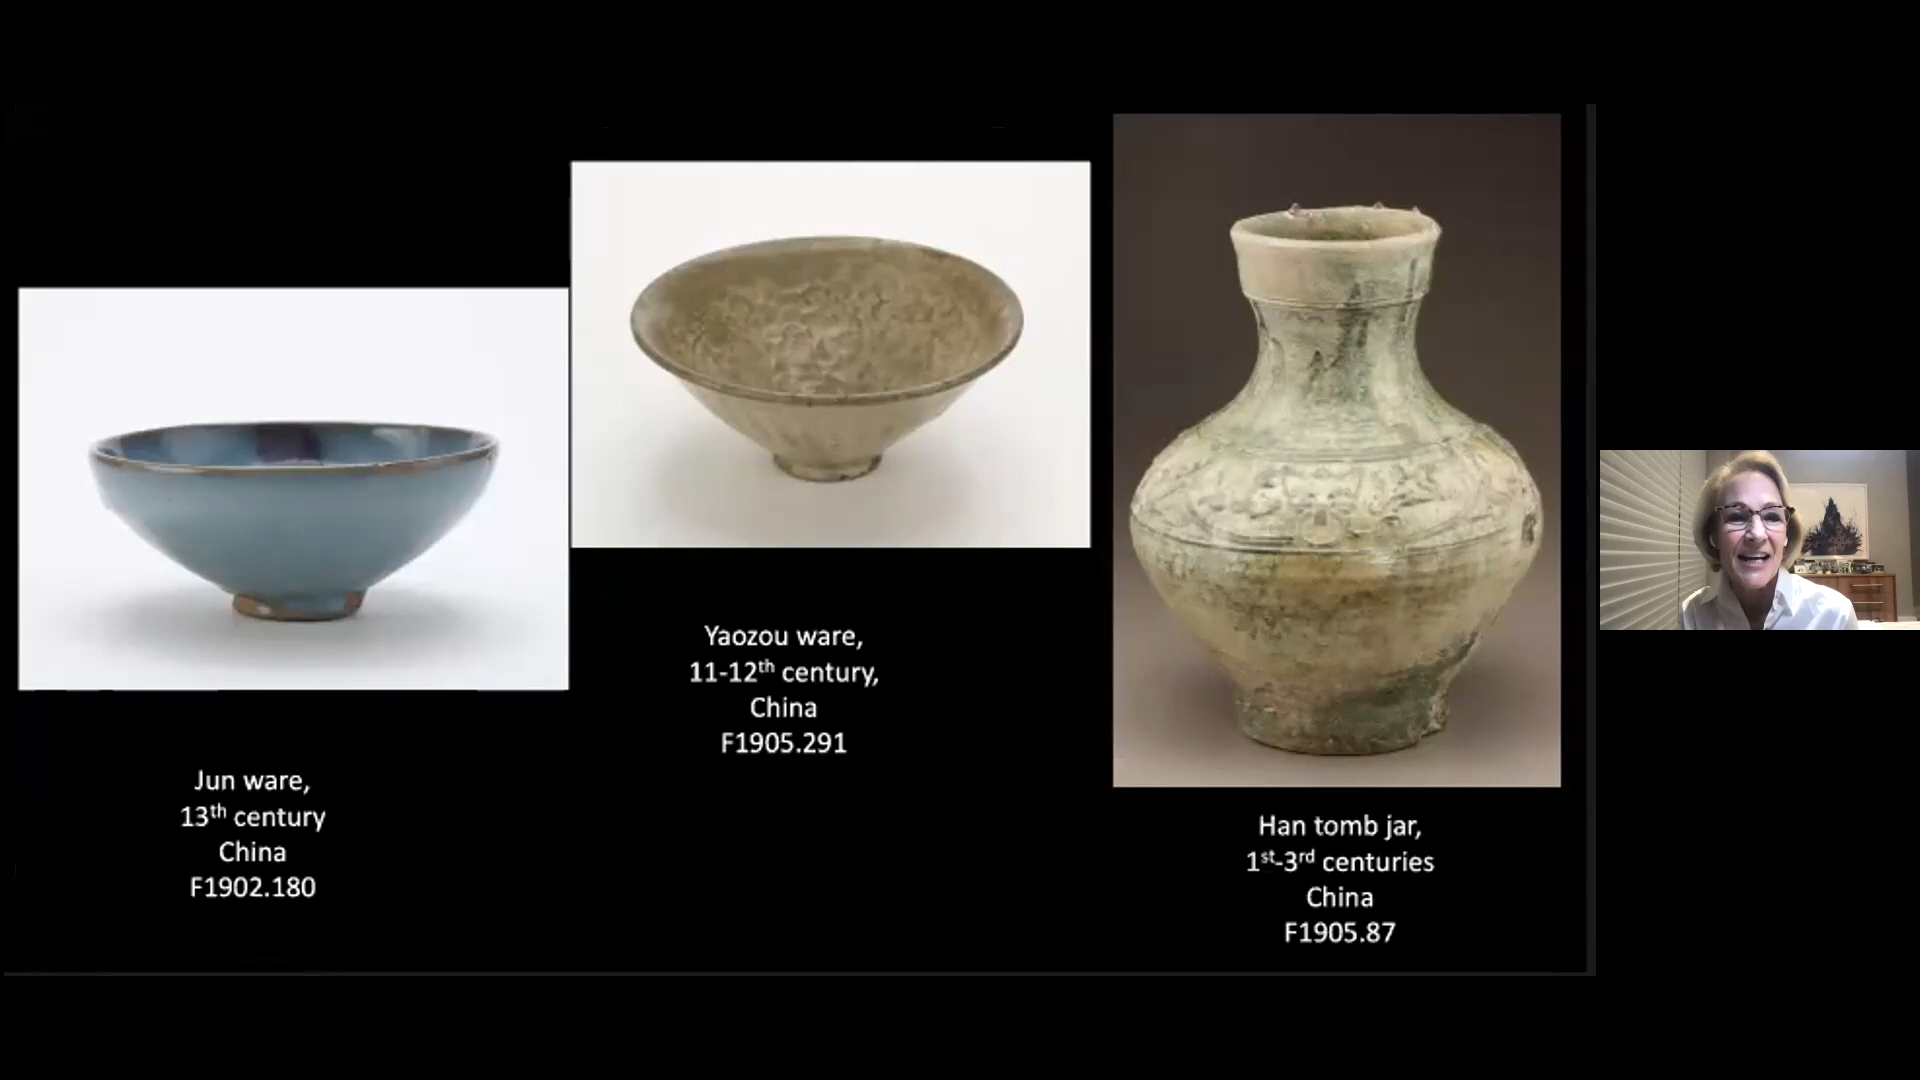 Jun ware,
13th century
China
F1902.180
Yaozou ware,
11-12th century,
China
F1905.291
Han tomb jar,
1st-3rd centuries
China
F1905.87